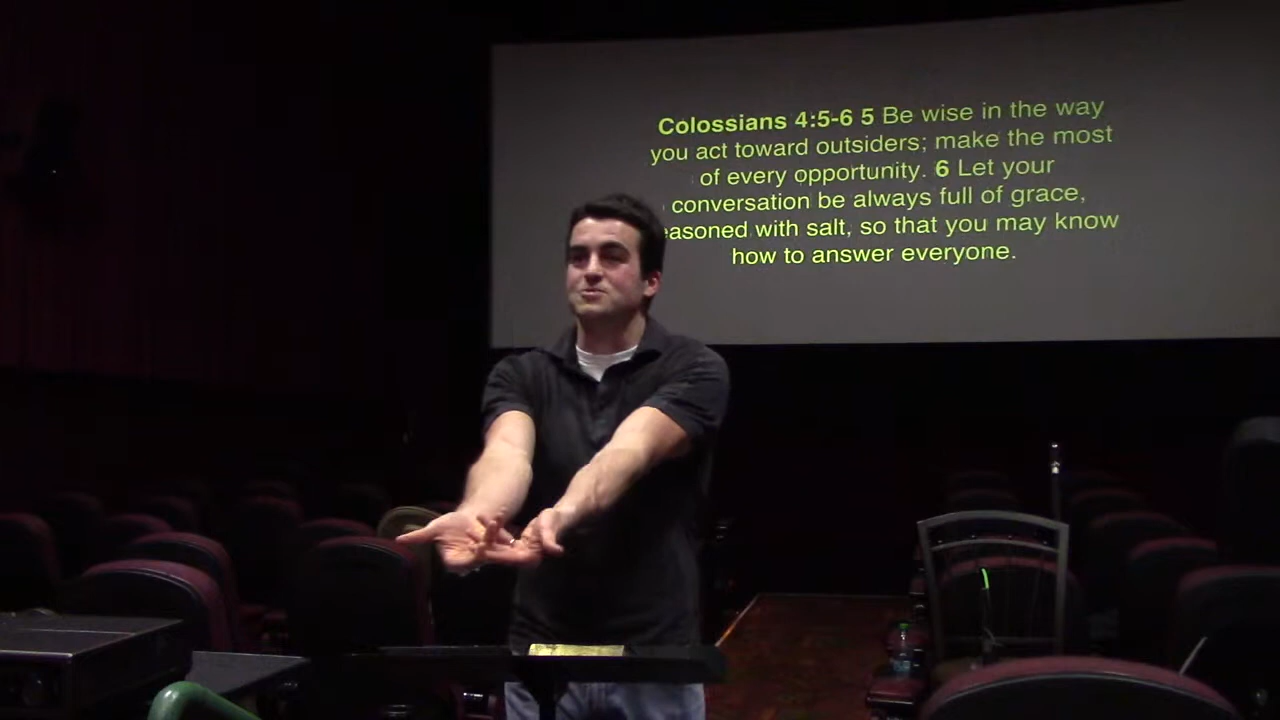 Colossians 4:5-6 5 Be wise in the way
you act toward outsiders; make the most
of every opportunity. 6 Let your
conversation be always full of grace,
easoned with salt, so that you may know
how to answer everyone.